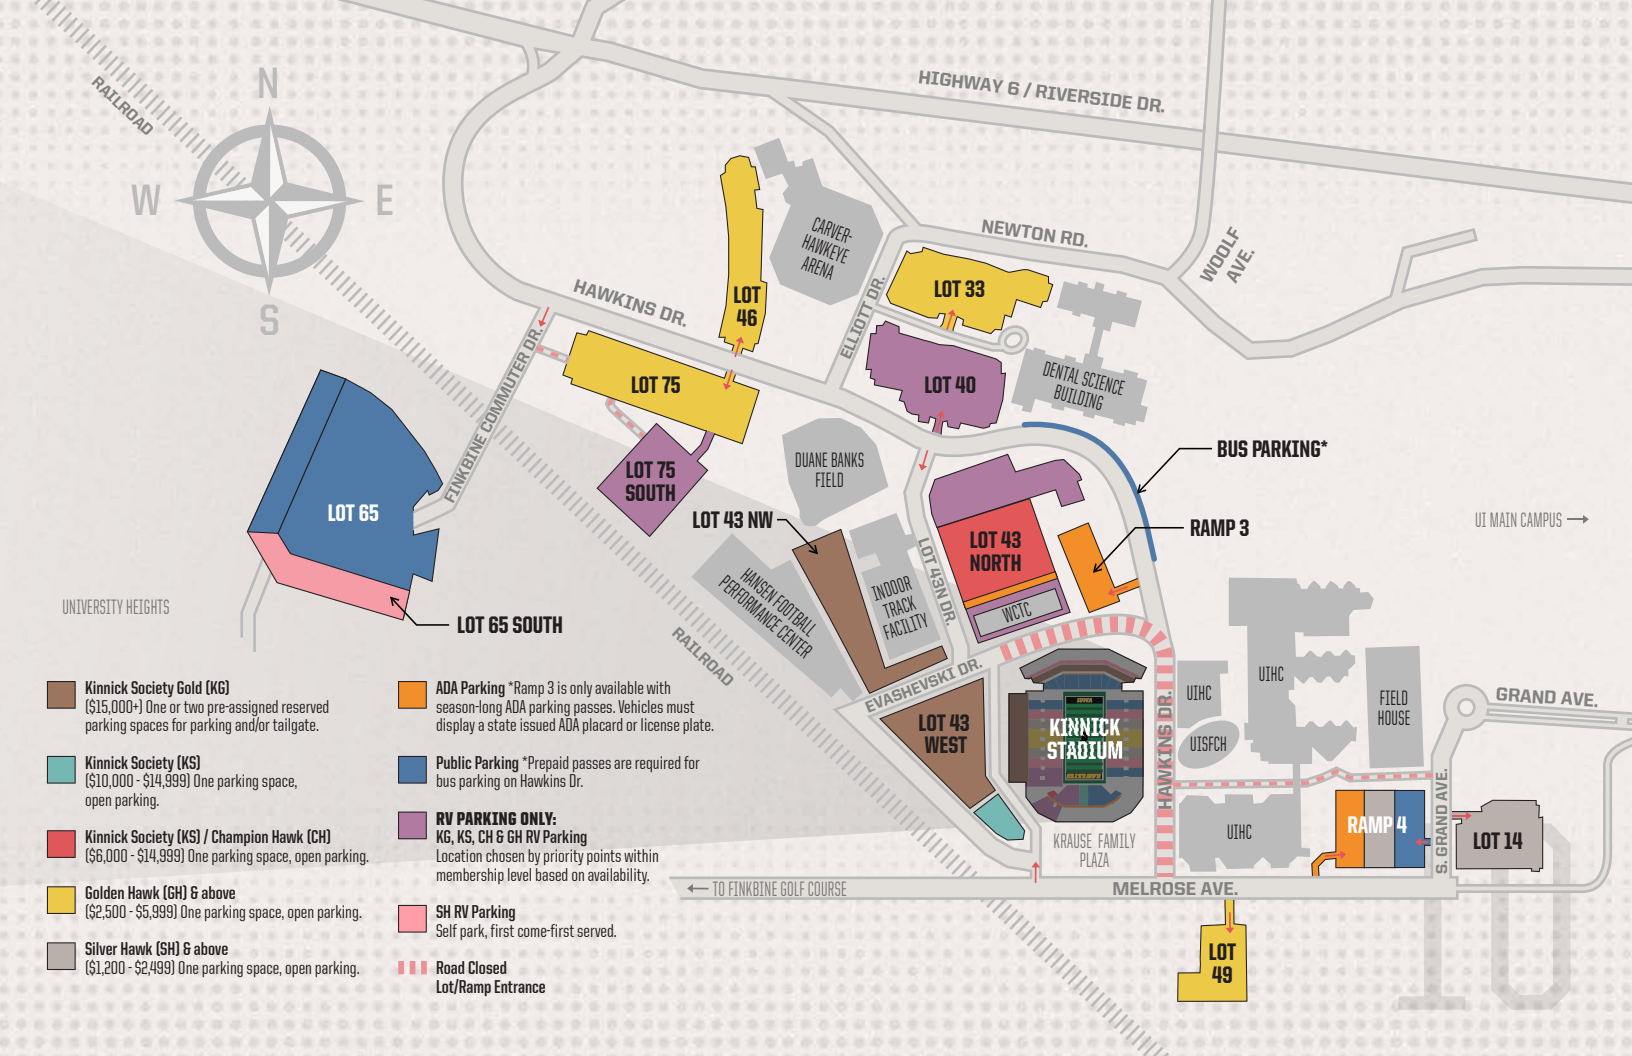 N
W
E
S
RAILROAD
HIGHWAY 6 / RIVERSIDE DR.
CARVER-
HAWKEYE
ARENA
NEWTON RD.
WOOLF
AVE.
LOT
46
LOT 33
HAWKINS DR.
ELLIOTT DR.
FINKBINE COMMUTER DR.
LOT 75
LOT 40
DENTAL SCIENCE
BUILDING
BUS PARKING*
LOT 75
SOUTH
DUANE BANKS
FIELD
LOT 65
LOT 43 NW
UI MAIN CAMPUS
RAMP 3
LOT 43
NORTH
LOT 43N DR.
HANSEN FOOTBALL
PERFORMANCE CENTER
INDOOR
TRACK
FACILITY
WCTC
UNIVERSITY HEIGHTS
LOT 65 SOUTH
RAILROAD
EVASHEVSKI DR.
UIHC
UIHC
FIELD
HOUSE
GRAND AVE.
LOT 43
WEST
KINNICK
STADIUM
IOWA
HAWKEYES
UISFCH
HAWKINS DR.
S. GRAND AVE.
KRAUSE FAMILY
PLAZA
UIHC
RAMP 4
LOT 14
TO FINKBINE GOLF COURSE
MELROSE AVE.
LOT
49
10
Kinnick Society Gold (KG)
($15,000+) One or two pre-assigned reserved
parking spaces for parking and/or tailgate.
Kinnick Society (KS)
($10,000 - $14,999) One parking space,
open parking.
Kinnick Society (KS) / Champion Hawk (CH)
($6,000 - $14,999) One parking space, open parking.
Golden Hawk (GH) & above
($2,500 - $5,999) One parking space, open parking.
Silver Hawk (SH) & above
($1,200 - $2,499) One parking space, open parking.
ADA Parking *Ramp 3 is only available with
season-long ADA parking passes. Vehicles must
display a state issued ADA placard or license plate.
Public Parking *Prepaid passes are required for
bus parking on Hawkins Dr.
RV PARKING ONLY:
KG, KS, CH & GH RV Parking
Location chosen by priority points within
membership level based on availability.
SH RV Parking
Self park, first come-first served.
Road Closed
Lot/Ramp Entrance